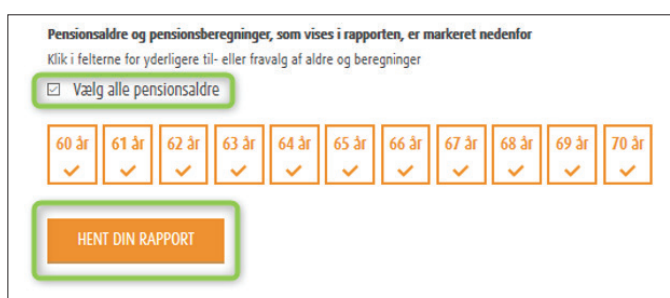 Pensionsaldre og pensionsberegninger, som vises i rapporten, er markeret nedenfor
Klik i felterne for yderligere til- eller fravalg af aldre og beregninger
Vælg alle pensionsaldre
60 år 61 år 62 år 63 år 64 år 65 år 66 år 67 år 68 år 69 år 70 år
HENT DIN RAPPORT